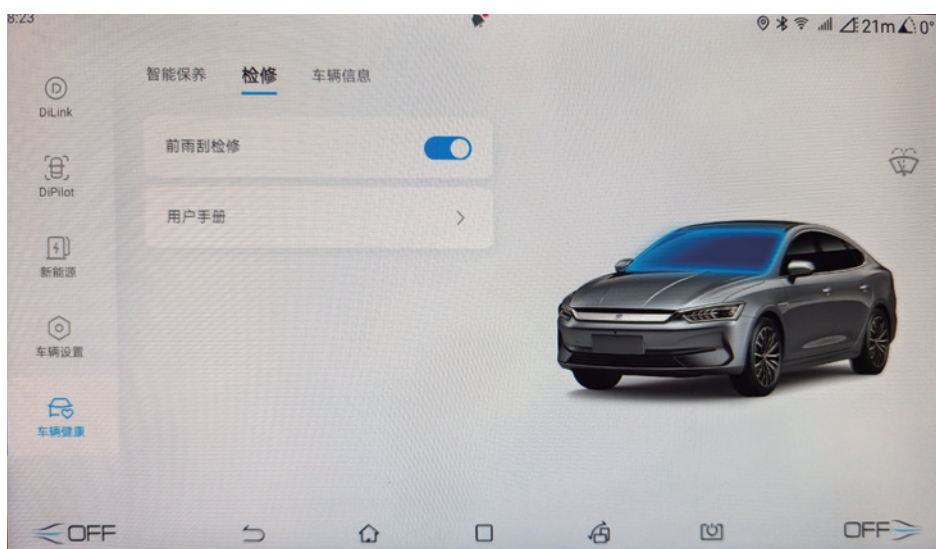 8:23
21m 0°
智能保养 检修 车辆信息
DiLink
前雨刮检修
DiPilot
用户手册
新能源
车辆设置
车辆健康
OFF OFF